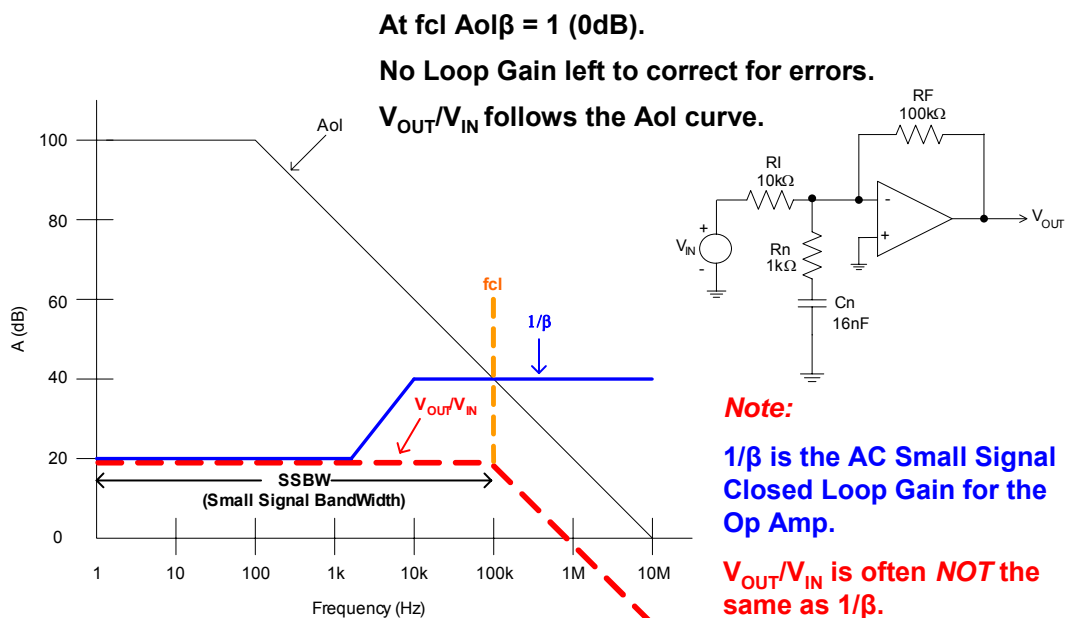 At fcl Aolβ = 1 (0dB).
No Loop Gain left to correct for errors.
VOUT/VIN follows the Aol curve.
Aol
100
80
60
40
20
0
A (dB)
fcl
1/β
VOUT/VIN
SSBW
(Small Signal BandWidth)
1
10
100
1k
10k
100k
1M
10M
Frequency (Hz)
RF
100kΩ
RI
10kΩ
-
+
VOUT
+
VIN
-
Rn
1kΩ
Cn
16nF
Note:
1/β is the AC Small Signal
Closed Loop Gain for the
Op Amp.
VOUT/VIN is often NOT the
same as 1/β.